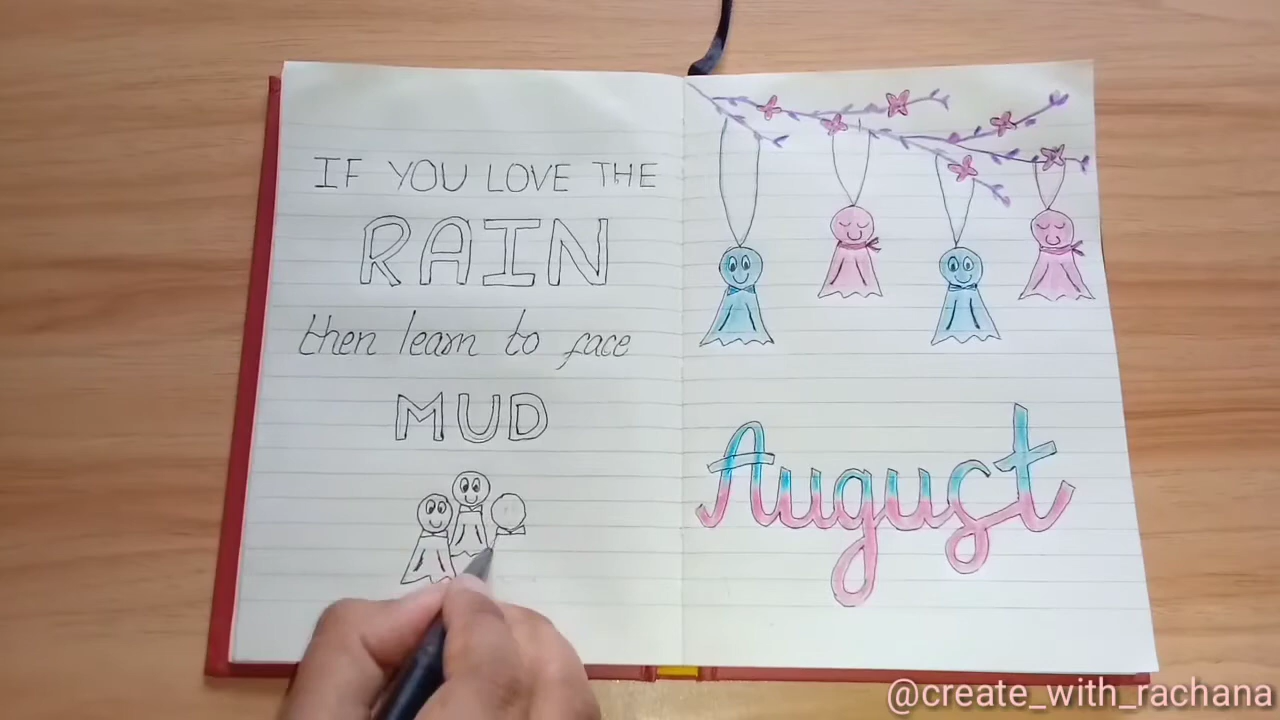 IF YOU LOVE THE
RAIN
then learn to face
MUD
August
@create_with_rachana